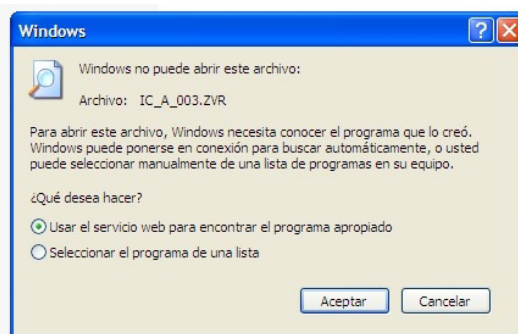 Windows
Windows no puede abrir este archivo:
Archivo: IC_A_003.ZVR
Para abrir este archivo, Windows necesita conocer el programa que lo creó.
Windows puede ponerse en conexión para buscar automáticamente, o usted
puede seleccionar manualmente de una lista de programas en su equipo.
¿Qué desea hacer?
Usar el servicio web para encontrar el programa apropiado
Seleccionar el programa de una lista
Aceptar Cancelar